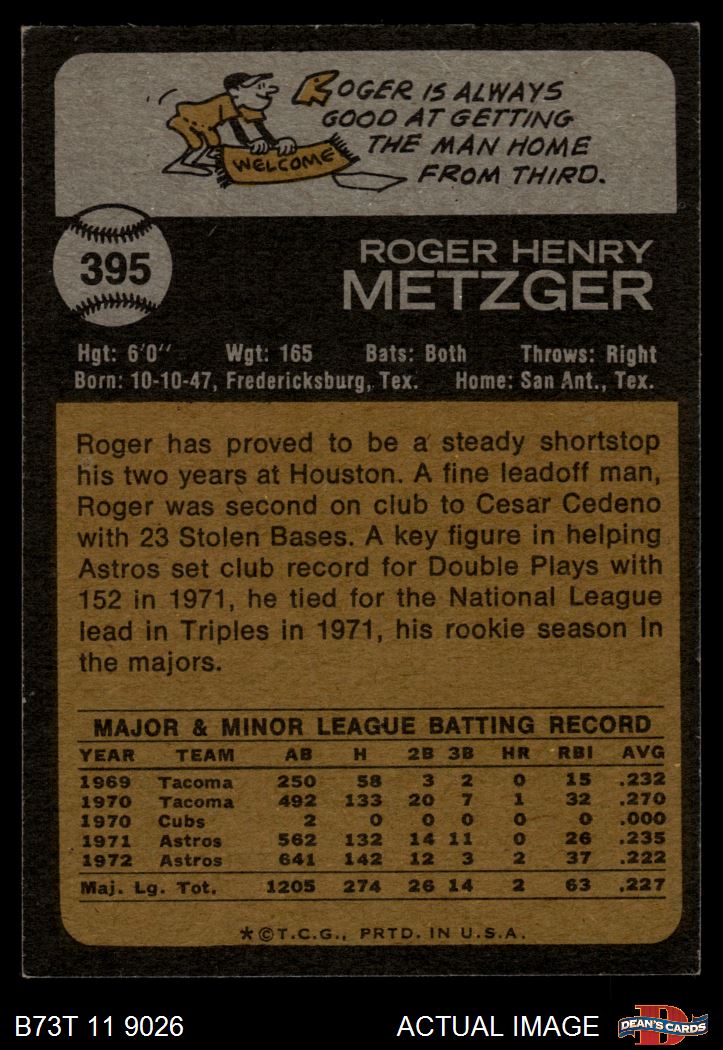 ROGER IS ALWAYS
GOOD AT GETTING
THE MAN HOME
FROM THIRD.
WELCOME
395
ROGER HENRY
METZGER
Hgt: 6'0" Wgt: 165 Bats: Both Throws: Right
Born: 10-10-47, Fredericksburg, Tex. Home: San Ant., Tex.
Roger has proved to be a steady shortstop
his two years at Houston. A fine leadoff man,
Roger was second on club to Cesar Cedeno
with 23 Stolen Bases. A key figure in helping
Astros set club record for Double Plays with
152 in 1971, he tied for the National League
lead in Triples in 1971, his rookie season in
the majors.
MAJOR & MINOR LEAGUE BATTING RECORD
YEAR TEAM AB H 2B 3B HR RBI AVG
1969 Tacoma 250 58 3 2 0 15 .232
1970 Tacoma 492 133 20 7 1 32 .270
1970 Cubs 2 0 0 0 0 0 .000
1971 Astros 562 132 14 11 0 26 .235
1972 Astros 641 142 12 3 2 37 .222
Maj. Lg. Tot. 1205 274 26 14 2 63 .227
*©T.C.G., PRTD. IN U.S.A.
B73T 11 9026 ACTUAL IMAGE
D
DEAN'S CARDS